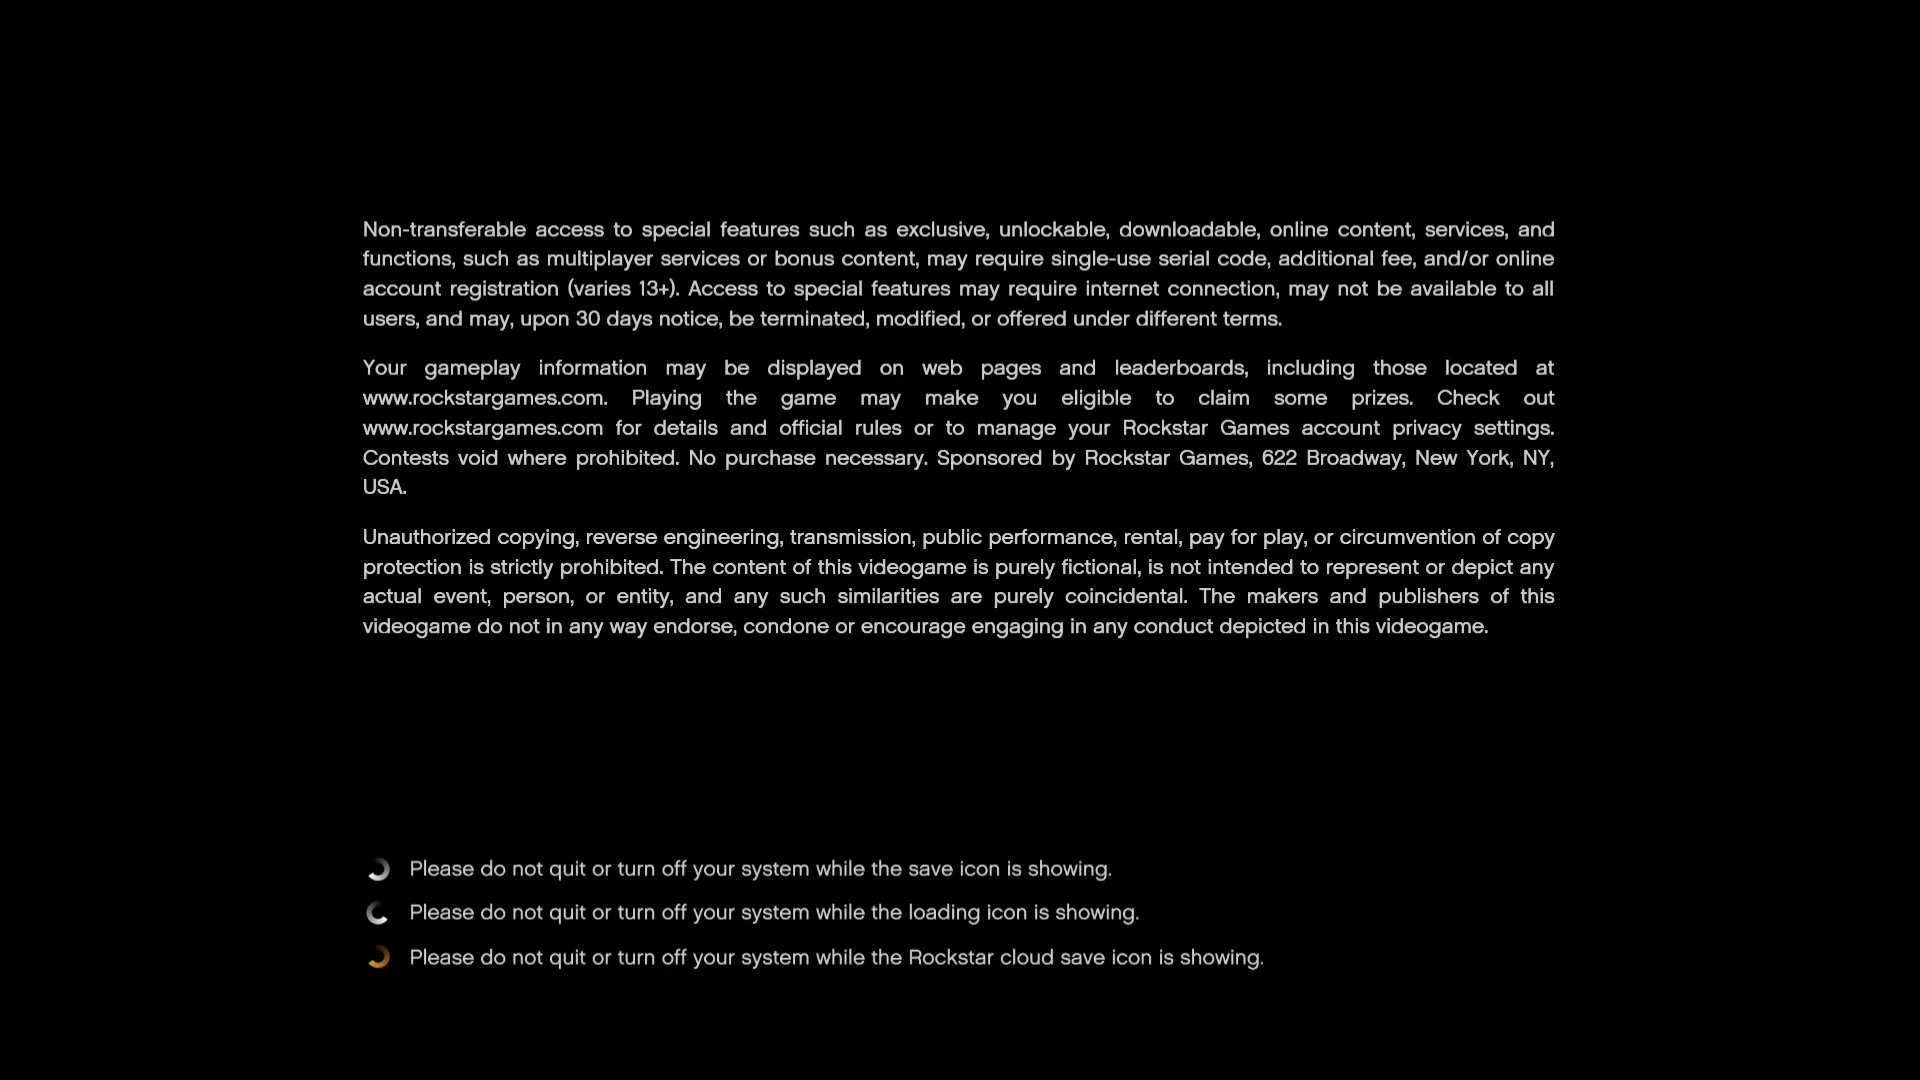 Non-transferable access to special features such as exclusive, unlockable, downloadable, online content, services, and
functions, such as multiplayer services or bonus content, may require single-use serial code, additional fee, and/or online
account registration (varies 13+). Access to special features may require internet connection, may not be available to all
users, and may, upon 30 days notice, be terminated, modified, or offered under different terms.
Your gameplay information may be displayed on web pages and leaderboards, including those located at
www.rockstargames.com. Playing the game may make you eligible to claim some prizes. Check out
www.rockstargames.com for details and official rules or to manage your Rockstar Games account privacy settings.
Contests void where prohibited. No purchase necessary. Sponsored by Rockstar Games, 622 Broadway, New York, NY,
USA.
Unauthorized copying, reverse engineering, transmission, public performance, rental, pay for play, or circumvention of copy
protection is strictly prohibited. The content of this videogame is purely fictional, is not intended to represent or depict any
actual event, person, or entity, and any such similarities are purely coincidental. The makers and publishers of this
videogame do not in any way endorse, condone or encourage engaging in any conduct depicted in this videogame.
Please do not quit or turn off your system while the save icon is showing.
Please do not quit or turn off your system while the loading icon is showing.
Please do not quit or turn off your system while the Rockstar cloud save icon is showing.